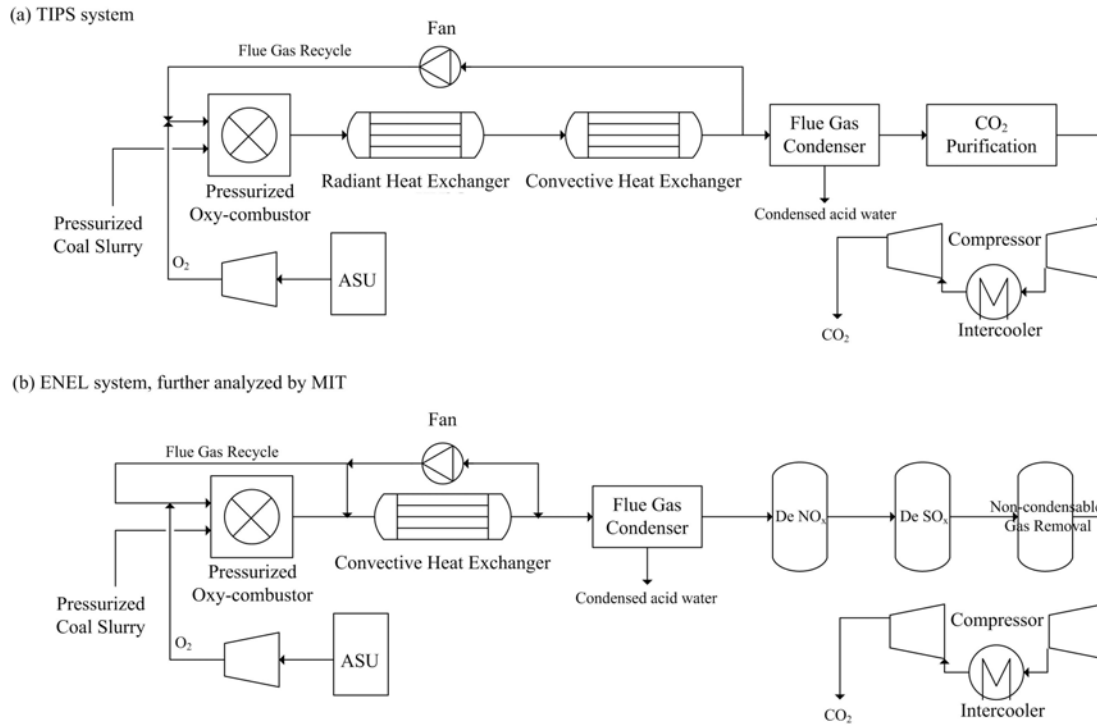 (a) TIPS system
Fan
Flue Gas Recycle
Flue Gas
Condenser
CO₂
Purification
Radiant Heat Exchanger
Convective Heat Exchanger
Pressurized
Oxy-combustor
Condensed acid water
Pressurized
Coal Slurry
O₂
ASU
Compressor
Intercooler
CO₂
(b) ENEL system, further analyzed by MIT
Fan
Flue Gas Recycle
Flue Gas
Condenser
De NOₓ
De SOₓ
Non-condensable
Gas Removal
Convective Heat Exchanger
Pressurized
Oxy-combustor
Condensed acid water
Pressurized
Coal Slurry
O₂
ASU
Compressor
Intercooler
CO₂